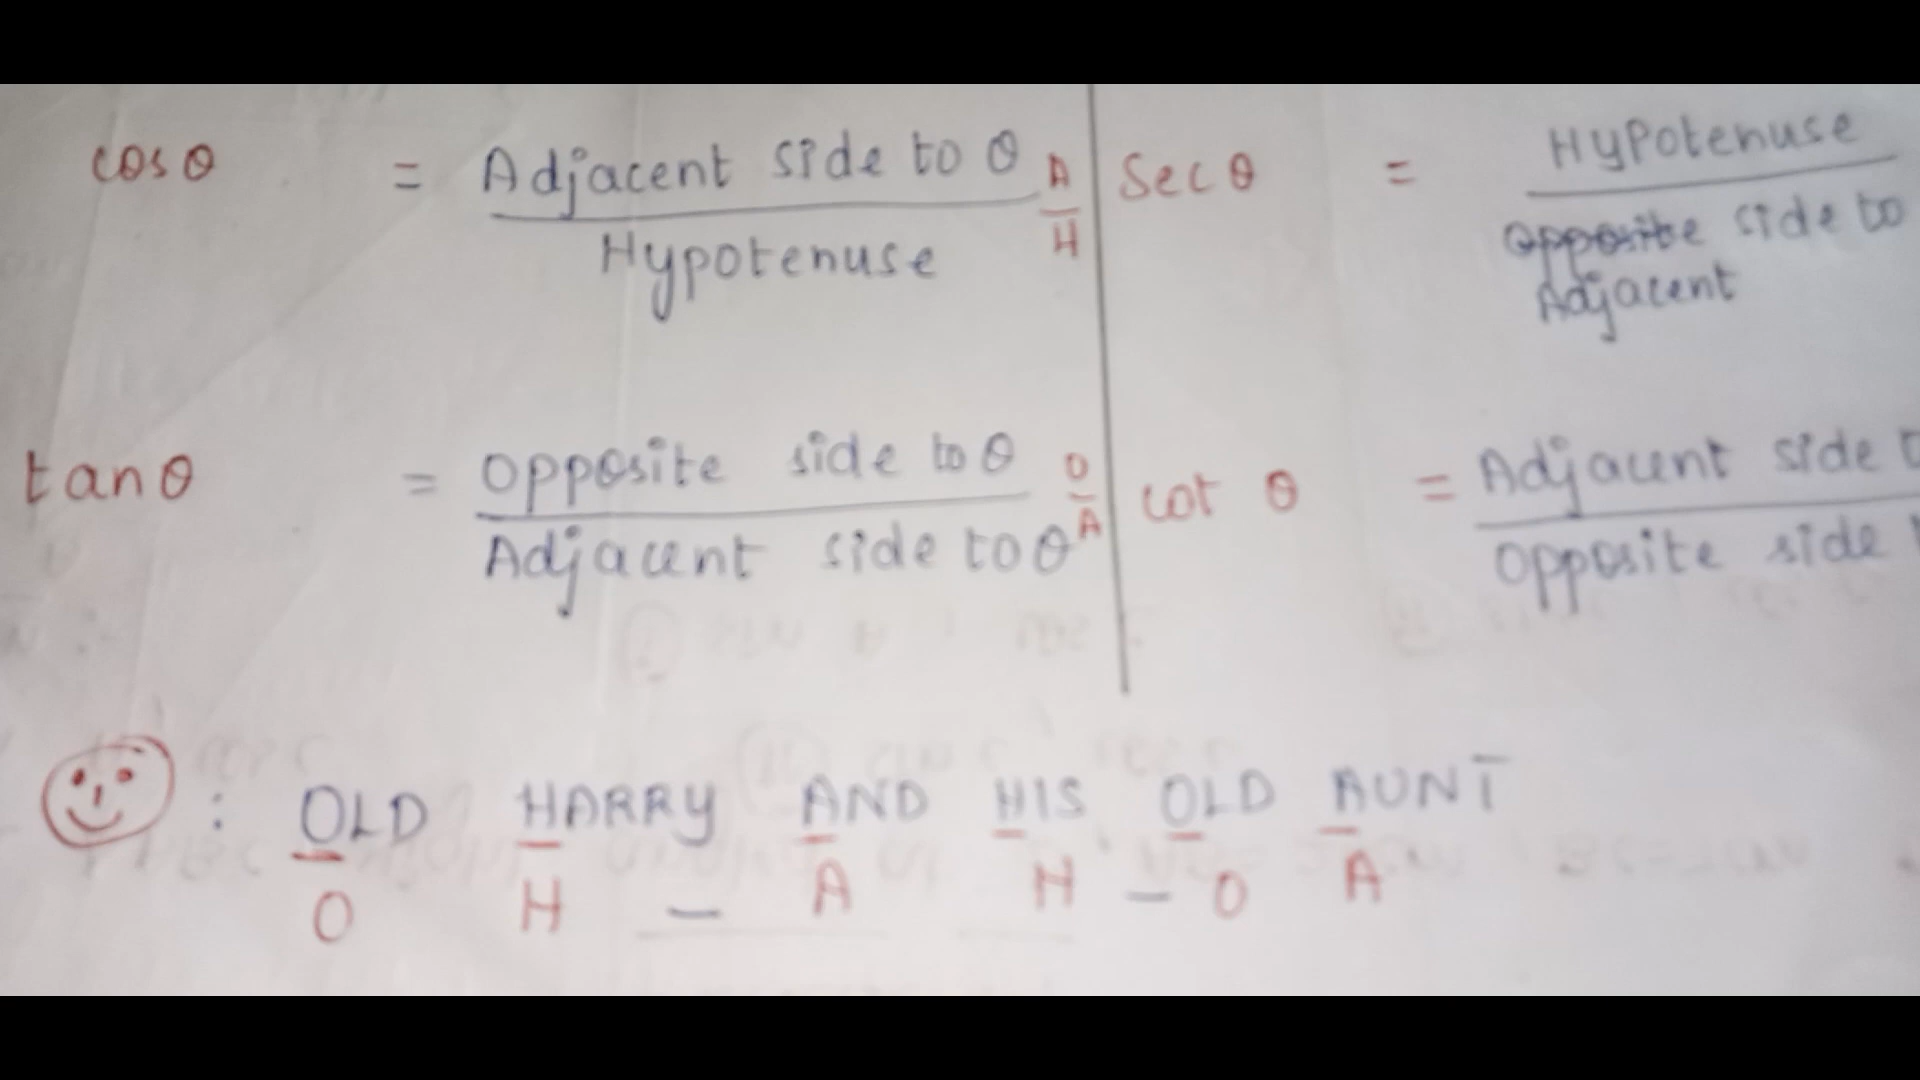 cos θ = Adjacent side to θ A Sec θ = Hypotenuse
Hypotenuse H Opposite side to
Adjacent
tan θ = Opposite side to θ O cot θ = Adjacent side
Adjacent side to θ A Opposite side
: OLD HARRY AND HIS OLD AUNT
O H – A H – O A